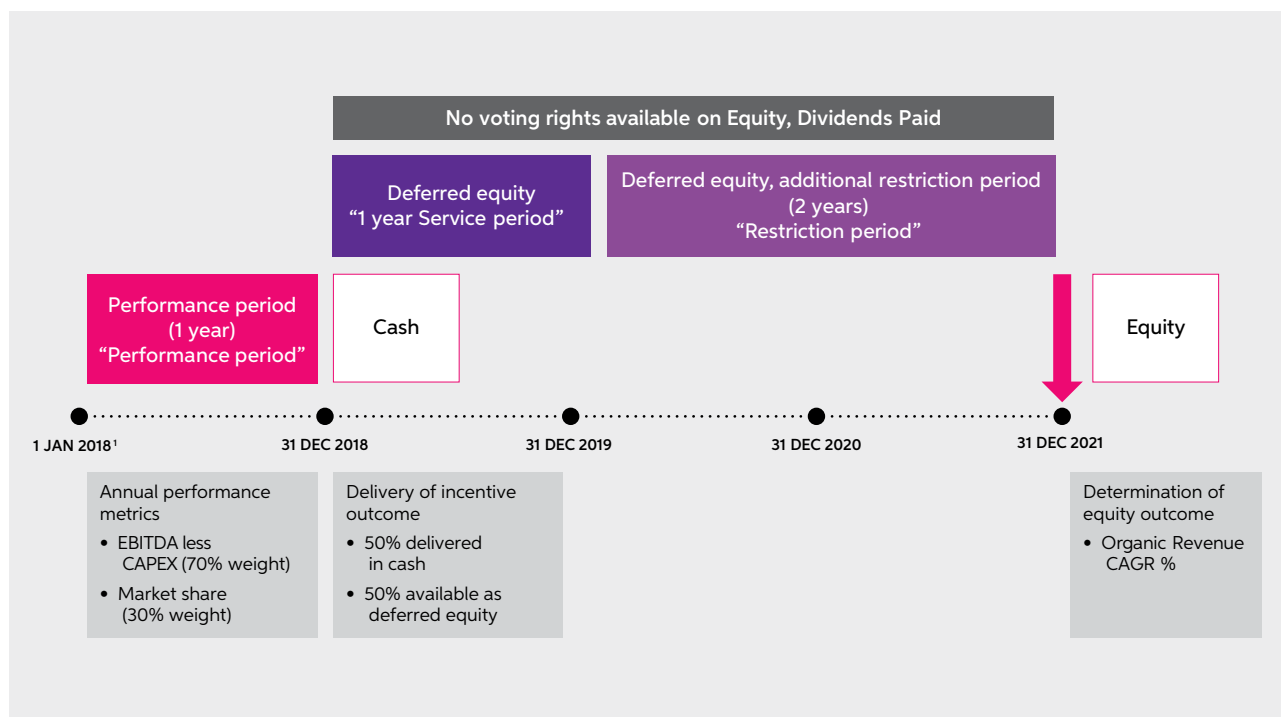 No voting rights available on Equity, Dividends Paid
Deferred equity
“1 year Service period”
Deferred equity, additional restriction period
(2 years)
“Restriction period”
Performance period
(1 year)
“Performance period”
Cash
Equity
1 JAN 2018¹
31 DEC 2018
31 DEC 2019
31 DEC 2020
31 DEC 2021
Annual performance
metrics
• EBITDA less
CAPEX (70% weight)
• Market share
(30% weight)
Delivery of incentive
outcome
• 50% delivered
in cash
• 50% available as
deferred equity
Determination of
equity outcome
• Organic Revenue
CAGR %